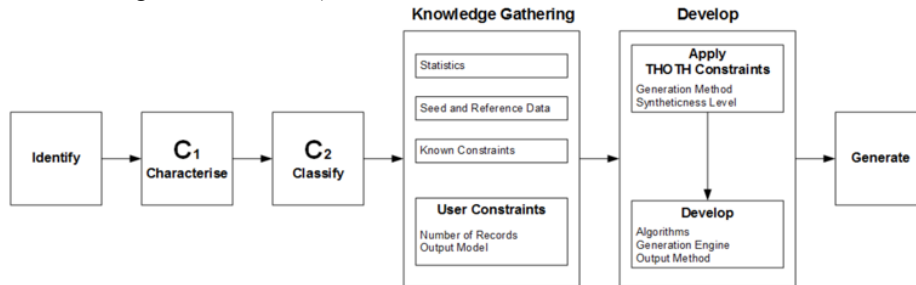 Knowledge Gathering
Develop
Statistics
Seed and Reference Data
Known Constraints
User Constraints
Number of Records
Output Model
Apply
THOTH Constraints
Generation Method
Syntheticness Level
Develop
Algorithms
Generation Engine
Output Method
Identify
C1
Characterise
C2
Classify
Generate